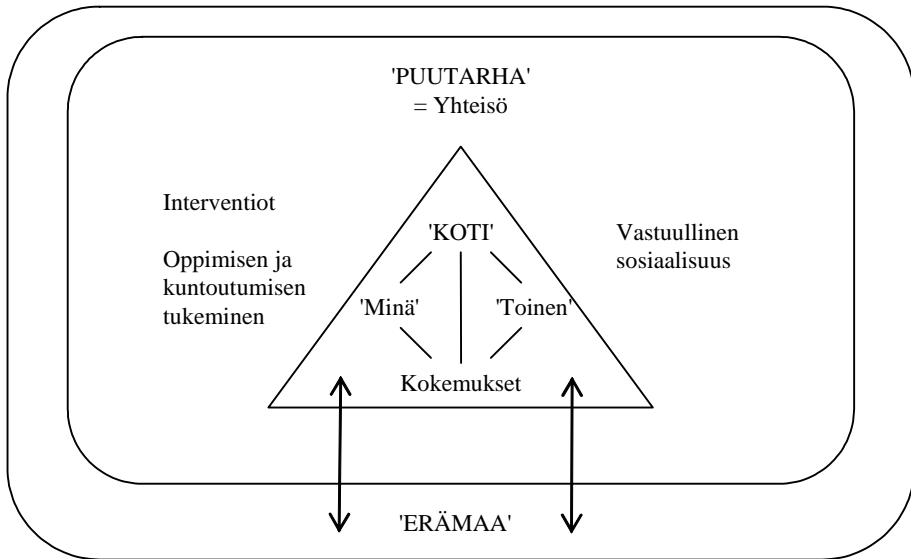 'PUUTARHA'
= Yhteisö
Interventiot
Oppimisen ja
kuntoutumisen
tukeminen
'KOTI'
'Minä'
'Toinen'
Kokemukset
Vastuullinen
sosiaalisuus
'ERÄMAA'